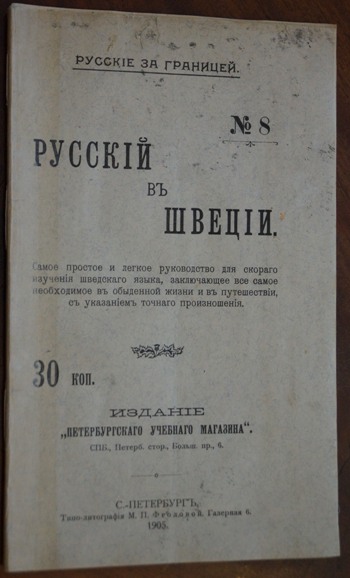 РУССКІЕ ЗА ГРАНИЦЕЙ.
№ 8
РУССКІЙ
ВЪ
ШВЕЦІИ.
Самое простое и легкое руководство для скораго
изученія шведскаго языка, заключающее все самое
необходимое въ обыденной жизни и въ путешествіи,
съ указаніемъ точнаго произношенія.
30 коп.
ИЗДАНІЕ
„ПЕТЕРБУРГСКАГО УЧЕБНАГО МАГАЗИНА“.
СПБ., Петерб. стор., Больш. пр., 6.
С.-ПЕТЕРБУРГЪ,
Типо-литографія М. П. Галерная 6.
1905.